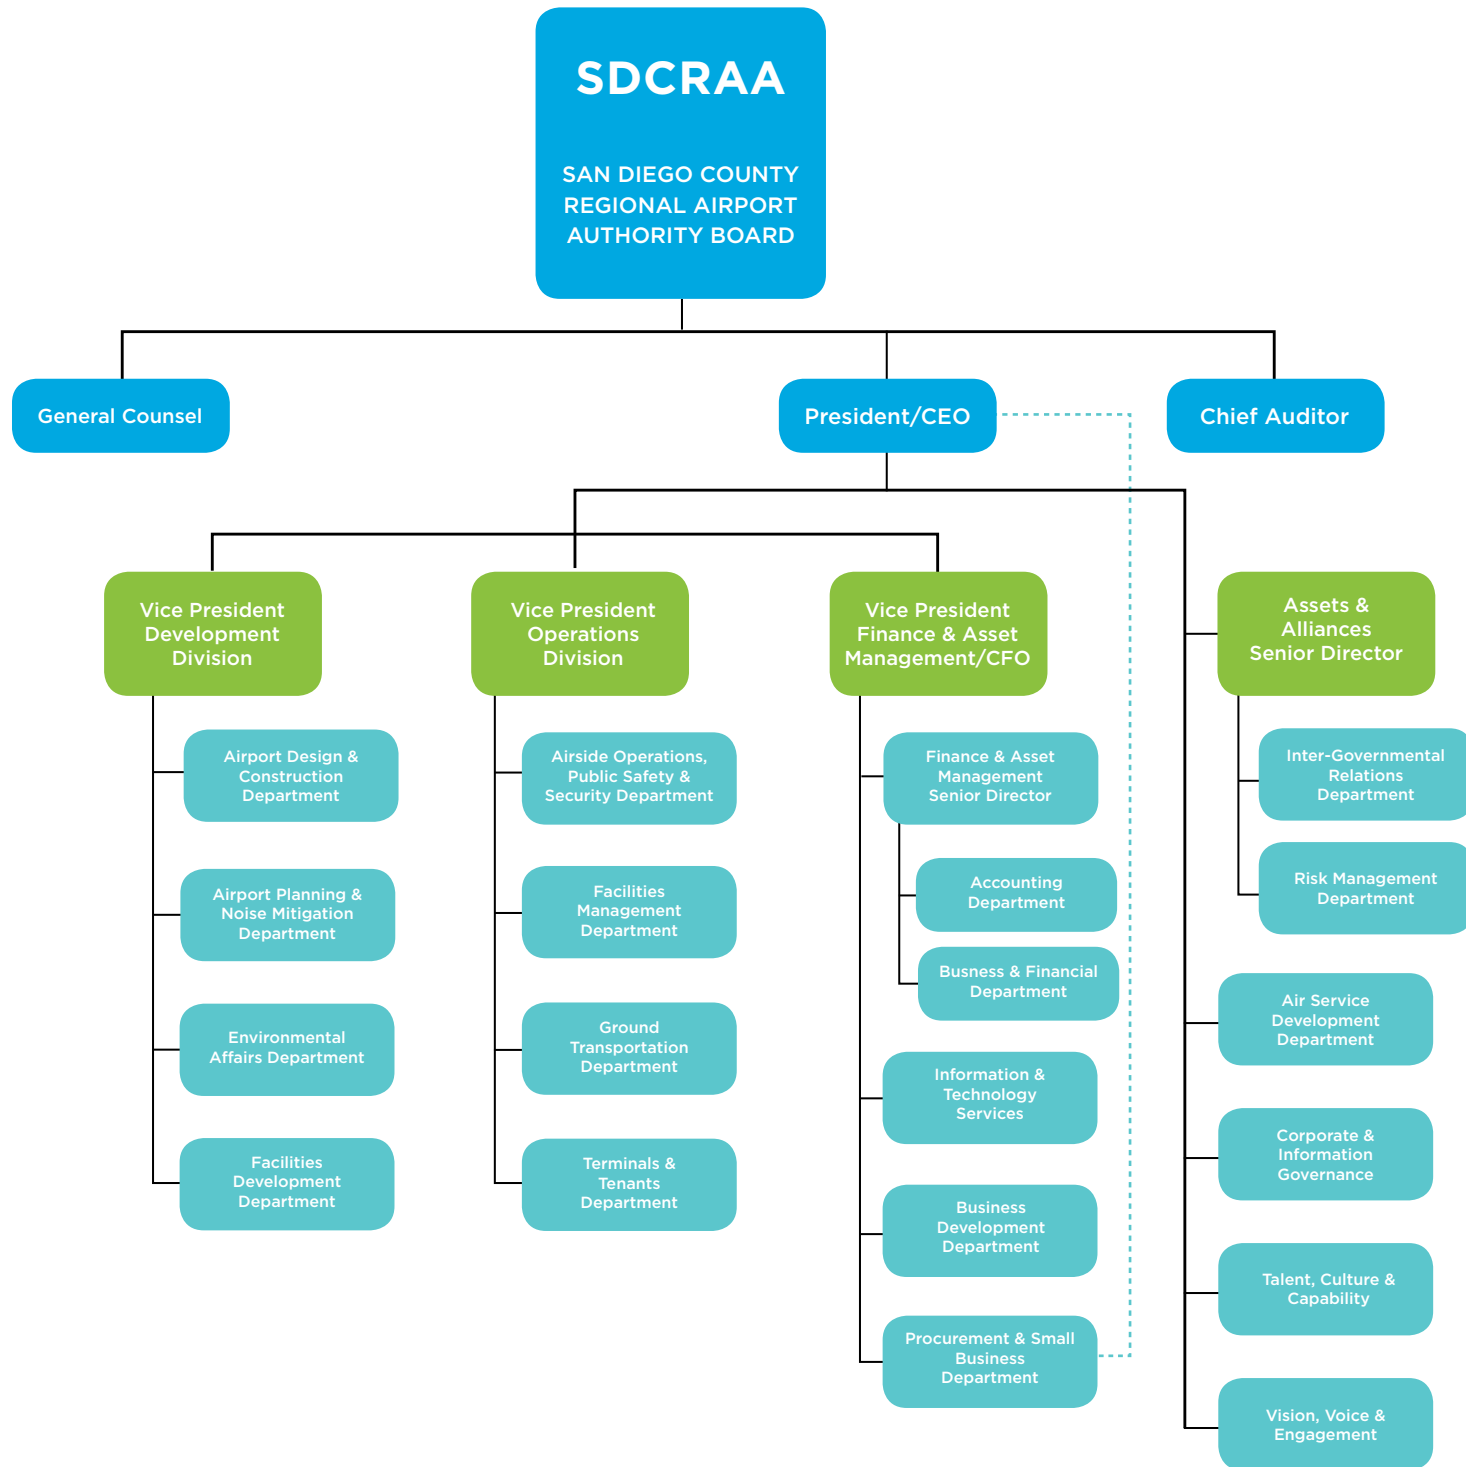 SDCRAA
SAN DIEGO COUNTY
REGIONAL AIRPORT
AUTHORITY BOARD
General Counsel
President/CEO
Chief Auditor
Vice President
Development
Division
Airport Design &
Construction
Department
Airport Planning &
Noise Mitigation
Department
Environmental
Affairs Department
Facilities
Development
Department
Vice President
Operations
Division
Airside Operations,
Public Safety &
Security Department
Facilities
Management
Department
Ground
Transportation
Department
Terminals &
Tenants
Department
Vice President
Finance & Asset
Management/CFO
Finance & Asset
Management
Senior Director
Accounting
Department
Busness & Financial
Department
Information &
Technology
Services
Business
Development
Department
Procurement & Small
Business
Department
Assets &
Alliances
Senior Director
Inter-Governmental
Relations
Department
Risk Management
Department
Air Service
Development
Department
Corporate &
Information
Governance
Talent, Culture &
Capability
Vision, Voice &
Engagement